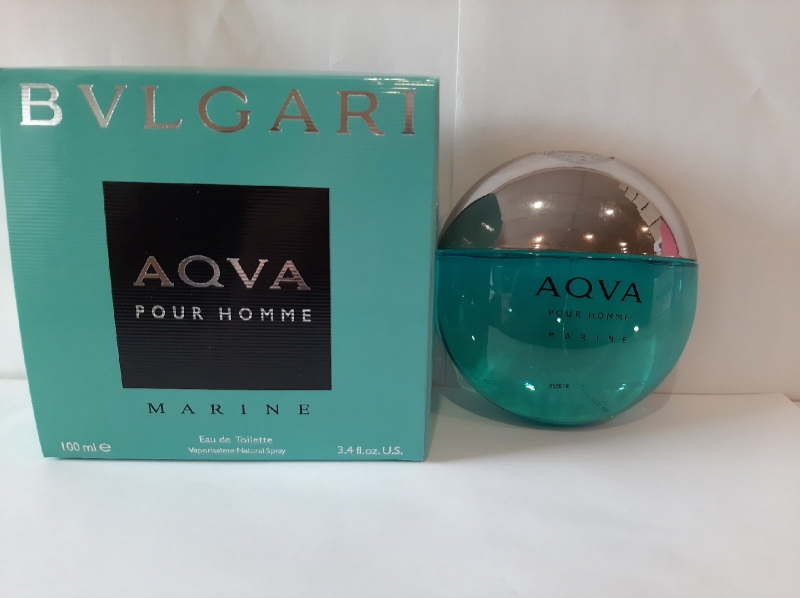 BVLGARI
AQVA
POUR HOMME
MARINE
Eau de Toilette
Vaporisateur Natural Spray
100 ml ℮
3.4 fl.oz. U.S.
AQVA
POUR HOMME
MARINE